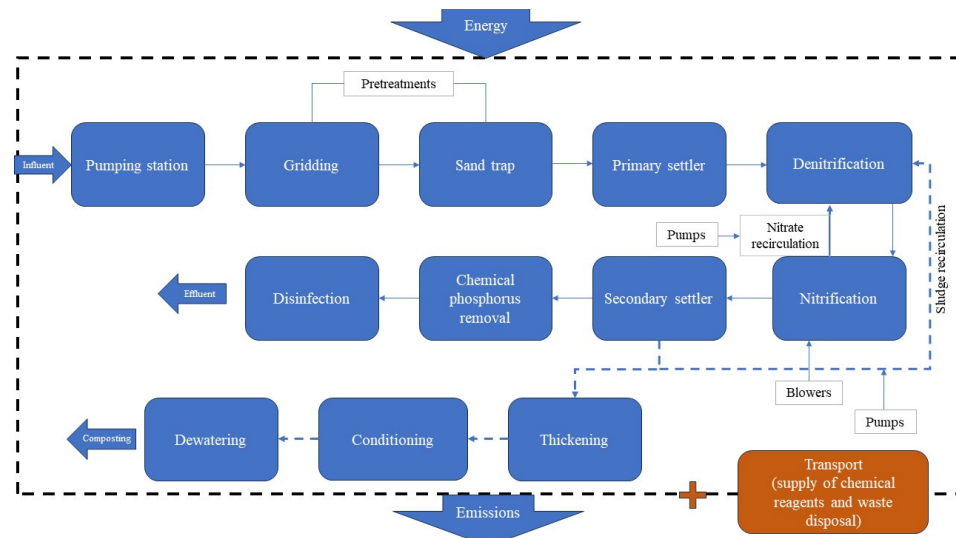 Energy
Pretreatments
Influent
Pumping station
Gridding
Sand trap
Primary settler
Denitrification
Pumps
Nitrate
recirculation
Sludge recirculation
Effluent
Disinfection
Chemical
phosphorus
removal
Secondary settler
Nitrification
Blowers
Pumps
Composting
Dewatering
Conditioning
Thickening
Transport
(supply of chemical
reagents and waste
disposal)
Emissions